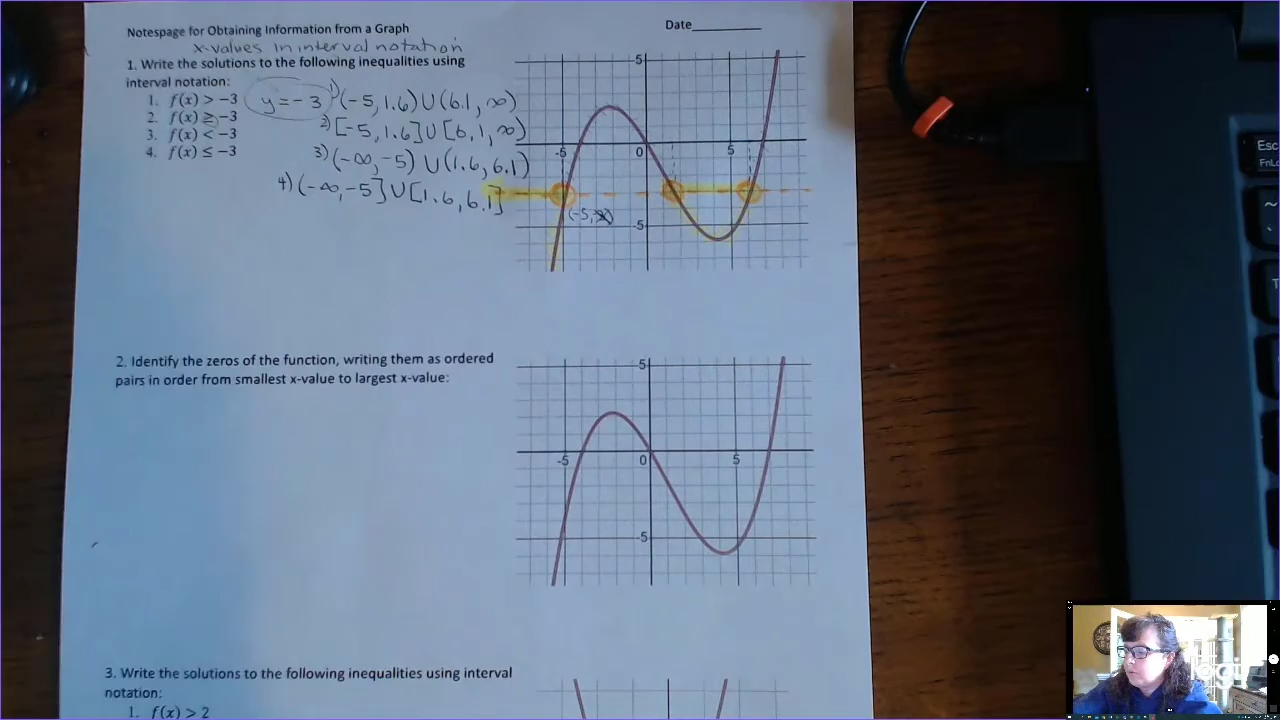 Notespage for Obtaining Information from a Graph
Date__________
x-values in interval notation
1. Write the solutions to the following inequalities using
interval notation:
1. f(x) > −3
2. f(x) ≥ −3
3. f(x) < −3
4. f(x) ≤ −3
y = -3
1) (-5, 1.6) ∪ (6.1, ∞)
2) [-5, 1.6] ∪ [6.1, ∞)
3) (-∞, -5) ∪ (1.6, 6.1)
4) (-∞, -5] ∪ [1.6, 6.1]
5
-5
0
5
(-5,
-5
2. Identify the zeros of the function, writing them as ordered
pairs in order from smallest x-value to largest x-value:
5
-5
0
5
-5
3. Write the solutions to the following inequalities using interval
notation:
1. f(x) > 2
Esc
FnL
~
logi